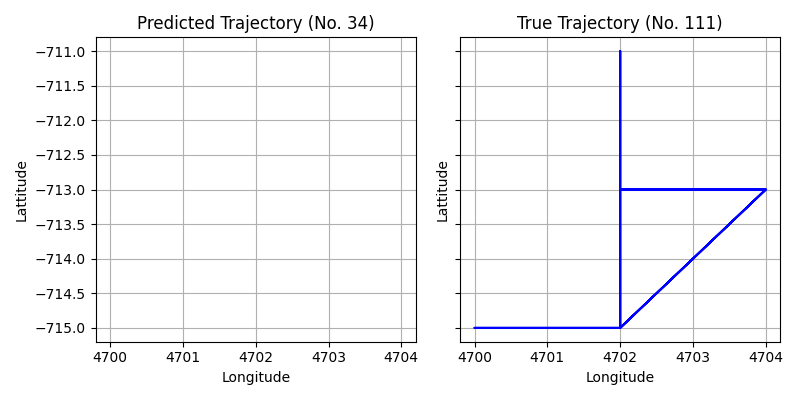 Predicted Trajectory (No. 34)
−711.0
−711.5
−712.0
−712.5
−713.0
−713.5
−714.0
−714.5
−715.0
Lattitude
4700 4701 4702 4703 4704
Longitude
True Trajectory (No. 111)
Lattitude
4700 4701 4702 4703 4704
Longitude